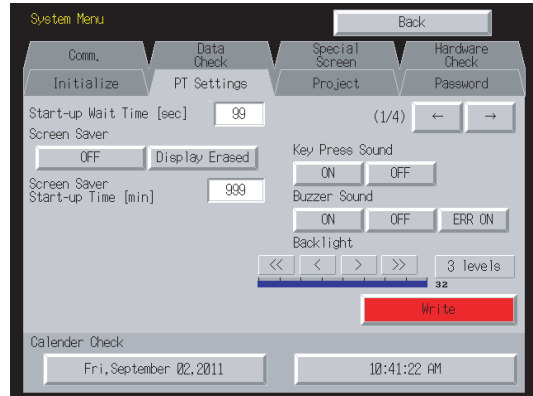 System Menu
Back
Comm.
Data Check
Special Screen
Hardware Check
Initialize
PT Settings
Project
Password
Start-up Wait Time [sec]
99
(1/4)
←
→
Screen Saver
OFF
Display Erased
Key Press Sound
ON
OFF
Screen Saver
Start-up Time [min]
999
Buzzer Sound
ON
OFF
ERR ON
Backlight
<<
<
>
>>
3 levels
32
Write
Calender Check
Fri,September 02,2011
10:41:22 AM